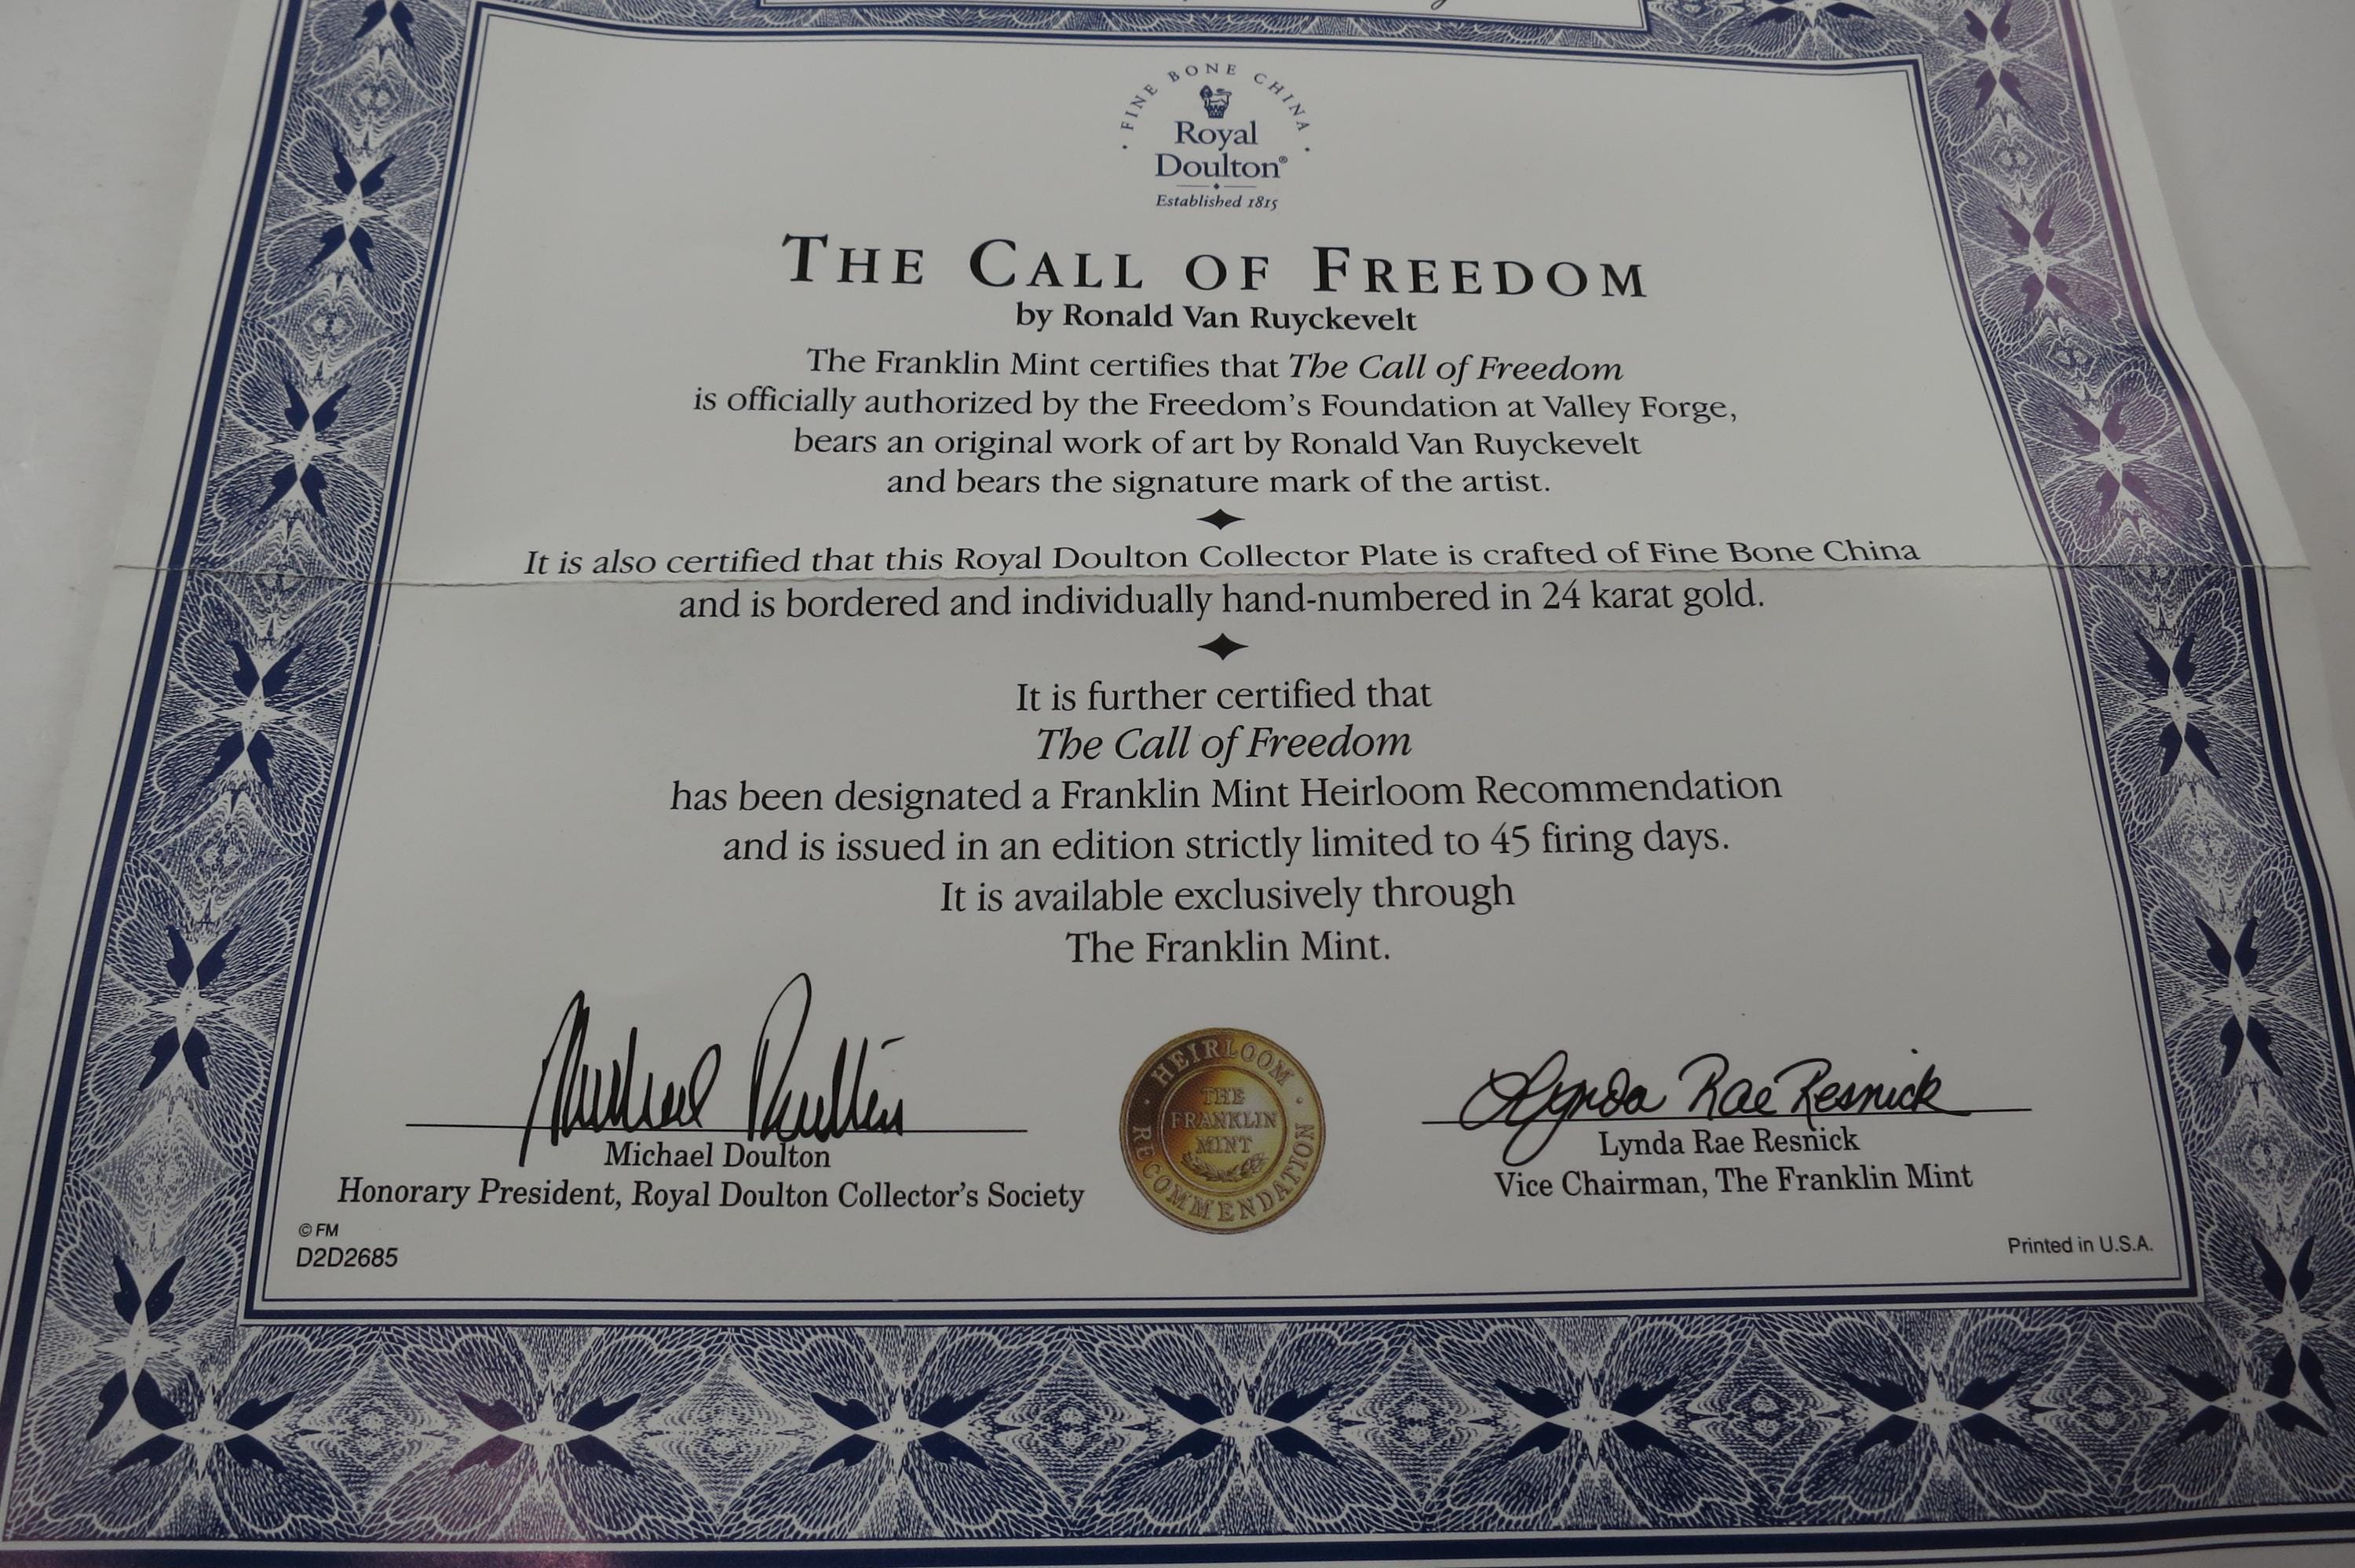 · FINE BONE CHINA ·
Royal
Doulton®
Established 1815
THE CALL OF FREEDOM
by Ronald Van Ruyckevelt
The Franklin Mint certifies that The Call of Freedom
is officially authorized by the Freedom's Foundation at Valley Forge,
bears an original work of art by Ronald Van Ruyckevelt
and bears the signature mark of the artist.
It is also certified that this Royal Doulton Collector Plate is crafted of Fine Bone China
and is bordered and individually hand-numbered in 24 karat gold.
It is further certified that
The Call of Freedom
has been designated a Franklin Mint Heirloom Recommendation
and is issued in an edition strictly limited to 45 firing days.
It is available exclusively through
The Franklin Mint.
Michael Doulton
Michael Doulton
Honorary President, Royal Doulton Collector's Society
© FM
D2D2685
· HEIRLOOM ·
RECOMMENDATION
THE
FRANKLIN
MINT
Lynda Rae Resnick
Lynda Rae Resnick
Vice Chairman, The Franklin Mint
Printed in U.S.A.